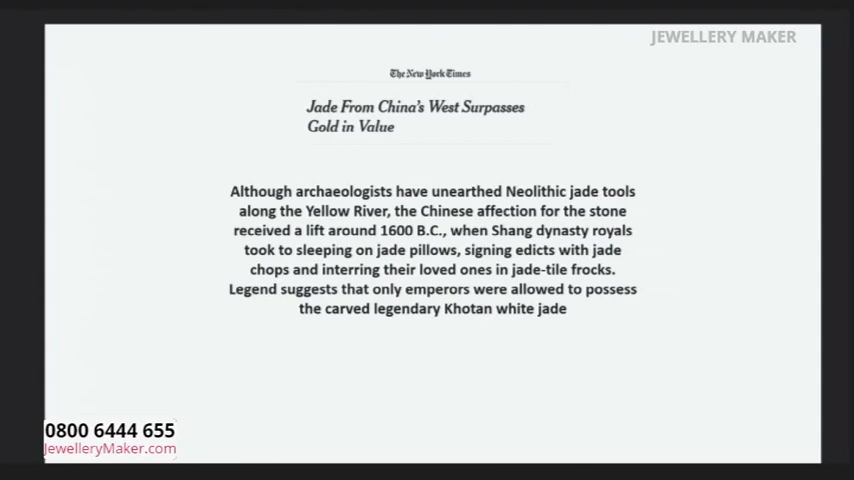 JEWELLERY MAKER
The New York Times
Jade From China's West Surpasses
Gold in Value
Although archaeologists have unearthed Neolithic jade tools
along the Yellow River, the Chinese affection for the stone
received a lift around 1600 B.C., when Shang dynasty royals
took to sleeping on jade pillows, signing edicts with jade
chops and interring their loved ones in jade-tile frocks.
Legend suggests that only emperors were allowed to possess
the carved legendary Khotan white jade
0800 6444 655
JewelleryMaker.com